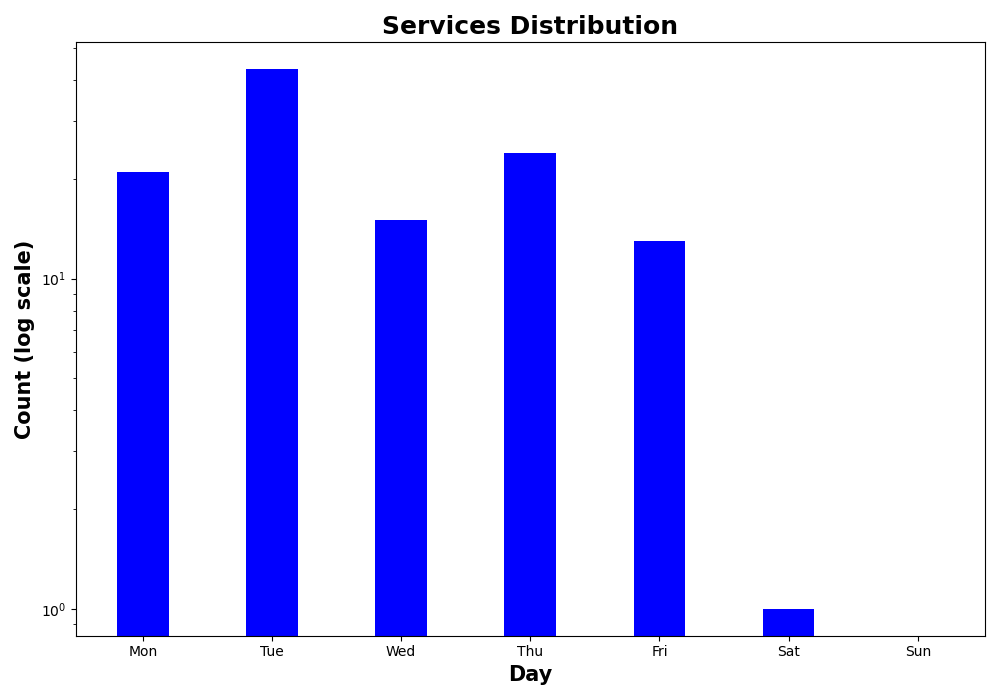 Services Distribution
Count (log scale)
10¹
10⁰
Mon Tue Wed Thu Fri Sat Sun
Day